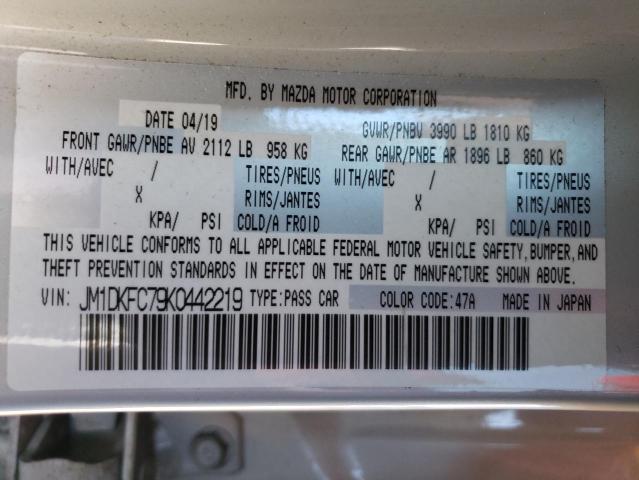 MFD. BY MAZDA MOTOR CORPORATION
DATE 04/19 GVWR/PNBV 3990 LB 1810 KG
FRONT GAWR/PNBE AV 2112 LB 958 KG REAR GAWR/PNBE AR 1896 LB 860 KG
WITH/AVEC / TIRES/PNEUS WITH/AVEC / TIRES/PNEUS
X RIMS/JANTES X RIMS/JANTES
KPA/ PSI COLD/A FROID KPA/ PSI COLD/A FROID
THIS VEHICLE CONFORMS TO ALL APPLICABLE FEDERAL MOTOR VEHICLE SAFETY,BUMPER,AND
THEFT PREVENTION STANDARDS IN EFFECT ON THE DATE OF MANUFACTURE SHOWN ABOVE.
VIN: JM1DKFC79K0442219 TYPE:PASS CAR COLOR CODE:47A MADE IN JAPAN